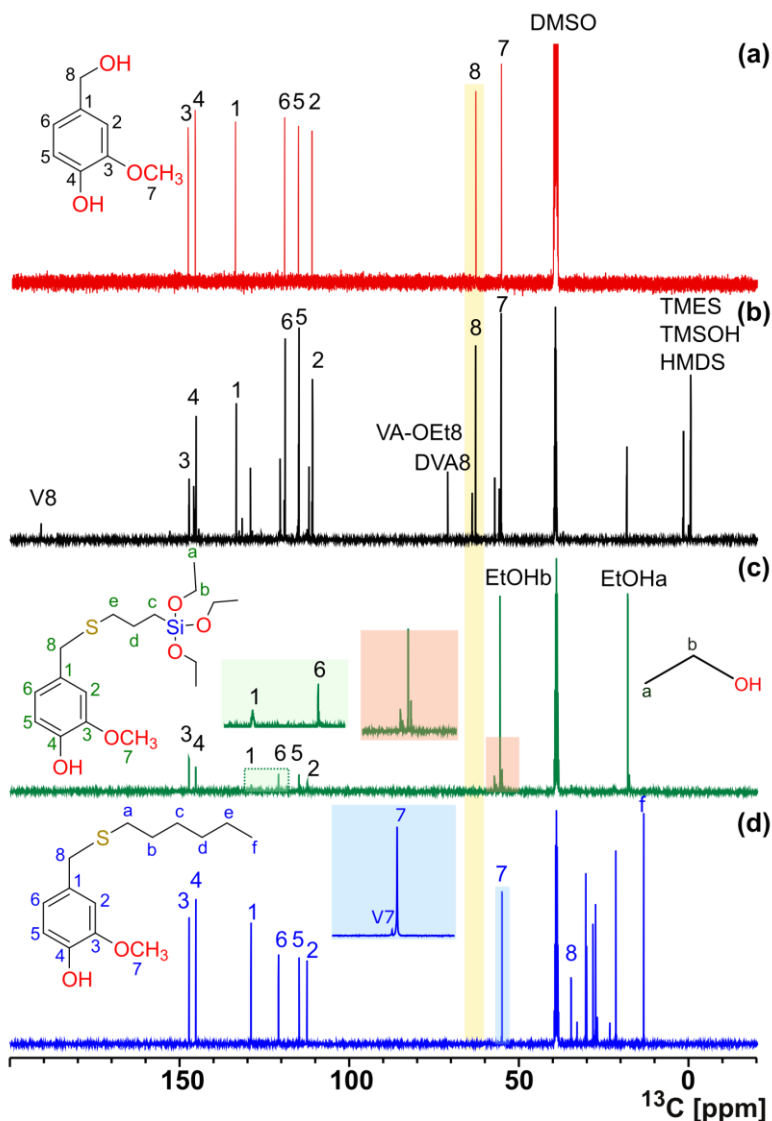 DMSO
(a)
OH
8
1
6
2
5
3
4
OCH3
7
OH
3
4
1
6
5
2
8
7
(b)
TMES
TMSOH
HMDS
V8
3
4
1
6
5
2
VA-OEt8
DVA8
8
7
(c)
a
b
O
e
c
S
Si
O
d
O
8
1
6
2
5
3
4
OCH3
7
OH
3
4
1
6
5
2
1
6
EtOHb
EtOHa
b
a
OH
(d)
a
c
e
S
b
d
f
8
1
6
2
5
3
4
OCH3
7
OH
3
4
1
6
5
2
7
V7
7
8
f
150
100
50
0
13C [ppm]